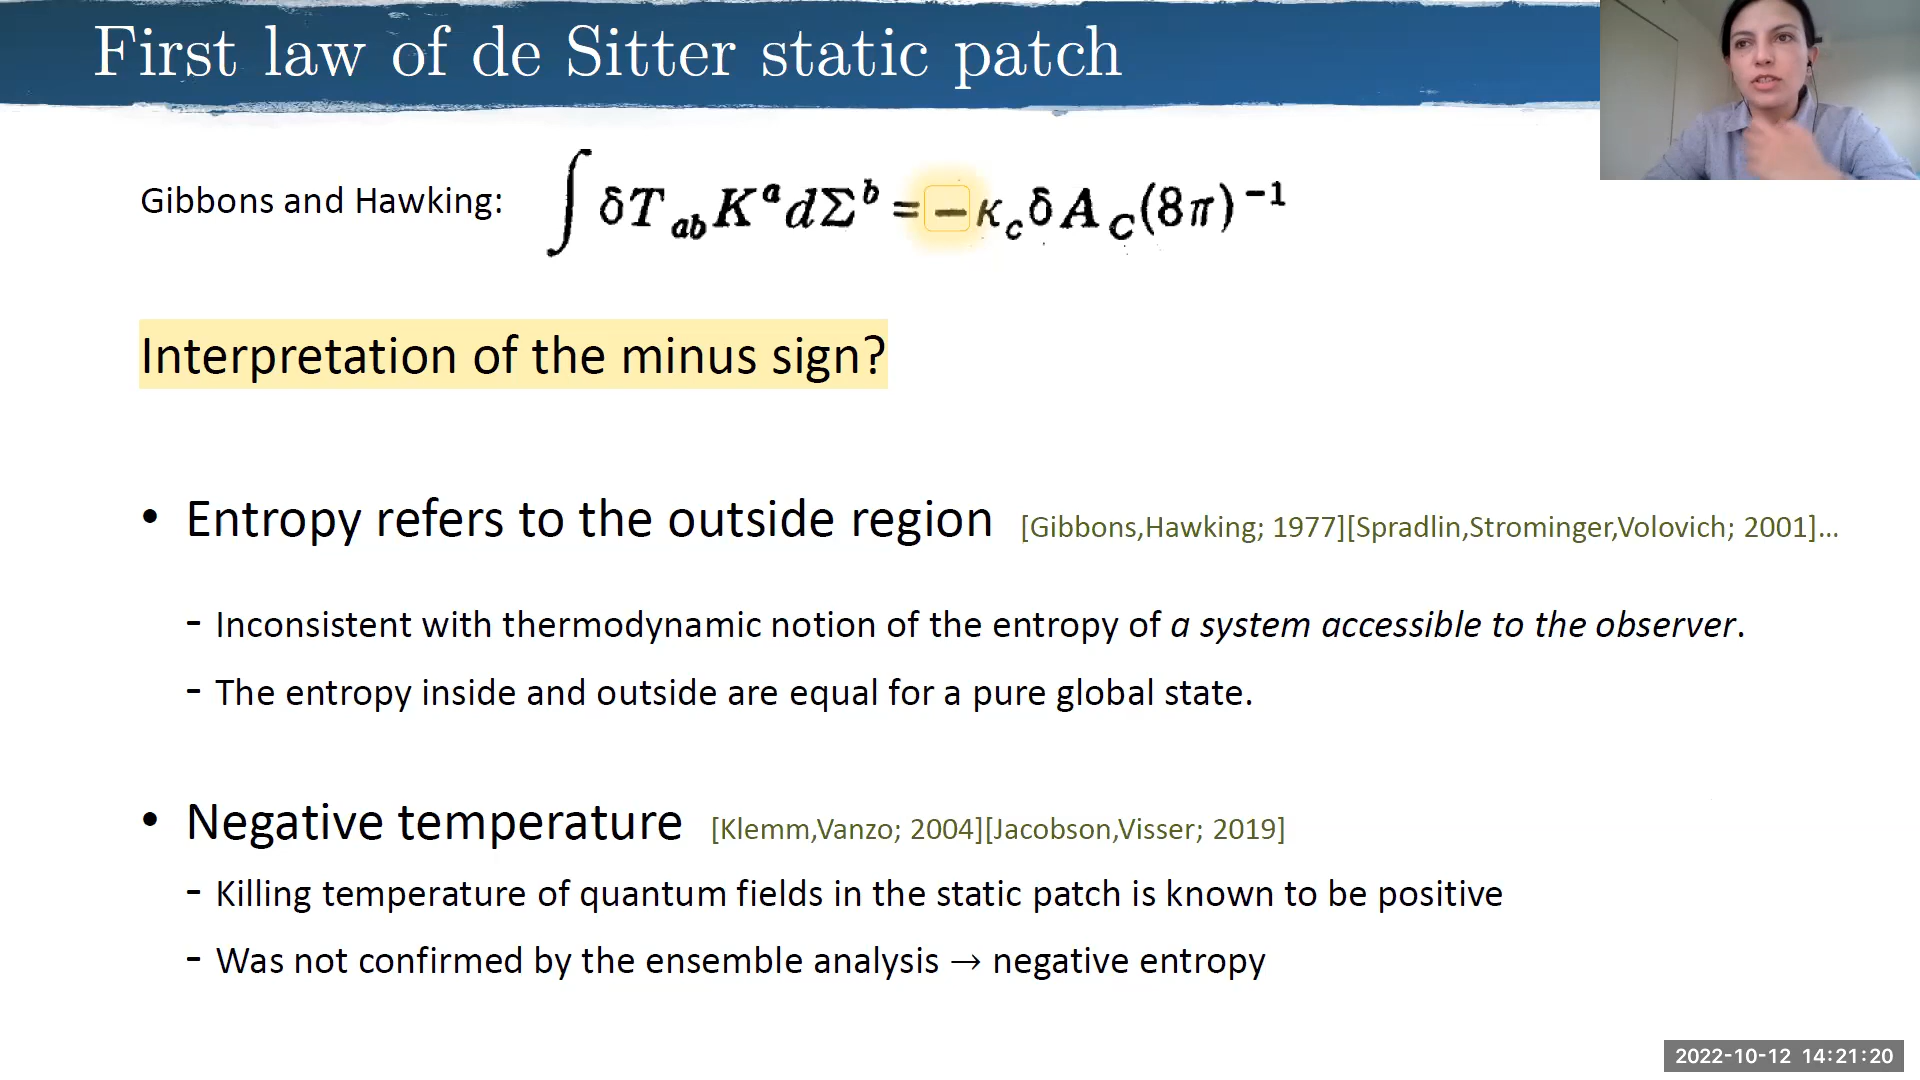 First law of de Sitter static patch
Gibbons and Hawking: ∫ δT_ab K^a dΣ^b = −κ_c δA_C (8π)^−1
Interpretation of the minus sign?
• Entropy refers to the outside region [Gibbons,Hawking; 1977][Spradlin,Strominger,Volovich; 2001]...
- Inconsistent with thermodynamic notion of the entropy of a system accessible to the observer.
- The entropy inside and outside are equal for a pure global state.
• Negative temperature [Klemm,Vanzo; 2004][Jacobson,Visser; 2019]
- Killing temperature of quantum fields in the static patch is known to be positive
- Was not confirmed by the ensemble analysis → negative entropy
2022-10-12 14:21:20